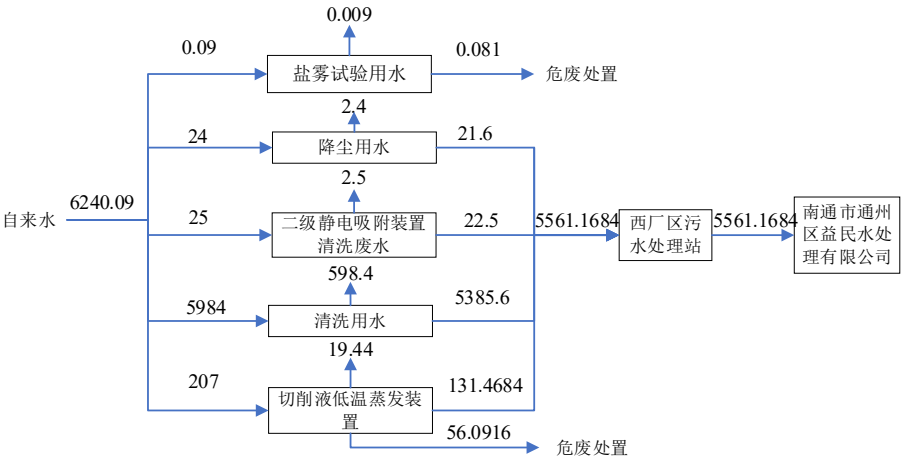 0.009
0.09
0.081
盐雾试验用水
危废处置
2.4
24
21.6
降尘用水
2.5
6240.09
自来水
25
二级静电吸附装置
清洗废水
22.5
5561.1684
西厂区污
水处理站
5561.1684
南通市通州
区益民水处
理有限公司
598.4
5984
5385.6
清洗用水
19.44
207
切削液低温蒸发装
置
131.4684
56.0916
危废处置